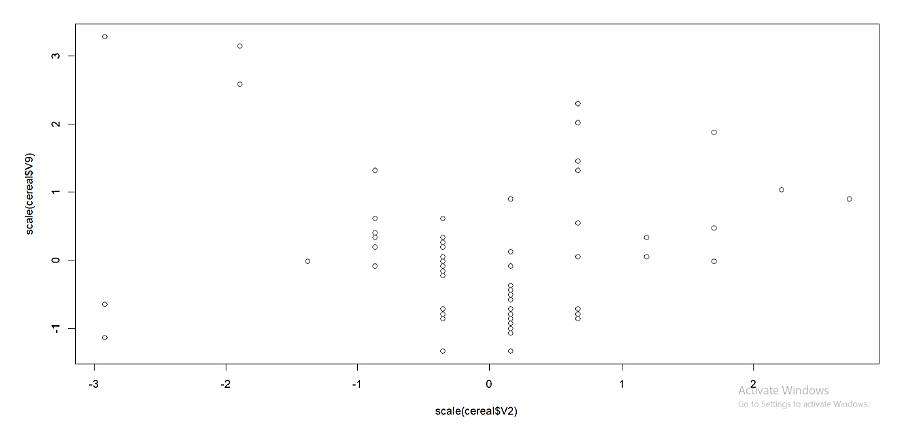 3
2
1
0
-1
scale(cereal$V9)
-3 -2 -1 0 1 2
scale(cereal$V2)
Activate Windows
Go to Settings to activate Windows.